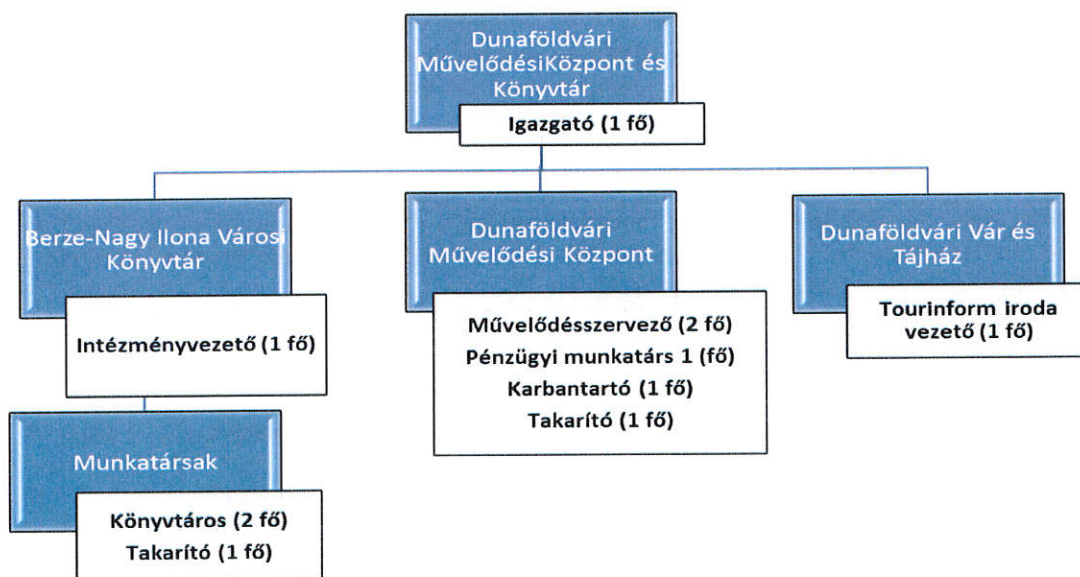 Dunaföldvári
MűvelődésiKözpont és
Könyvtár
Igazgató (1 fő)
Berze-Nagy Ilona Városi
Könyvtár
Intézményvezető (1 fő)
Munkatársak
Könyvtáros (2 fő)
Takarító (1 fő)
Dunaföldvári
Művelődési Központ
Művelődésszervező (2 fő)
Pénzügyi munkatárs 1 (fő)
Karbantartó (1 fő)
Takarító (1 fő)
Dunaföldvári Vár és
Tájház
Tourinform iroda
vezető (1 fő)